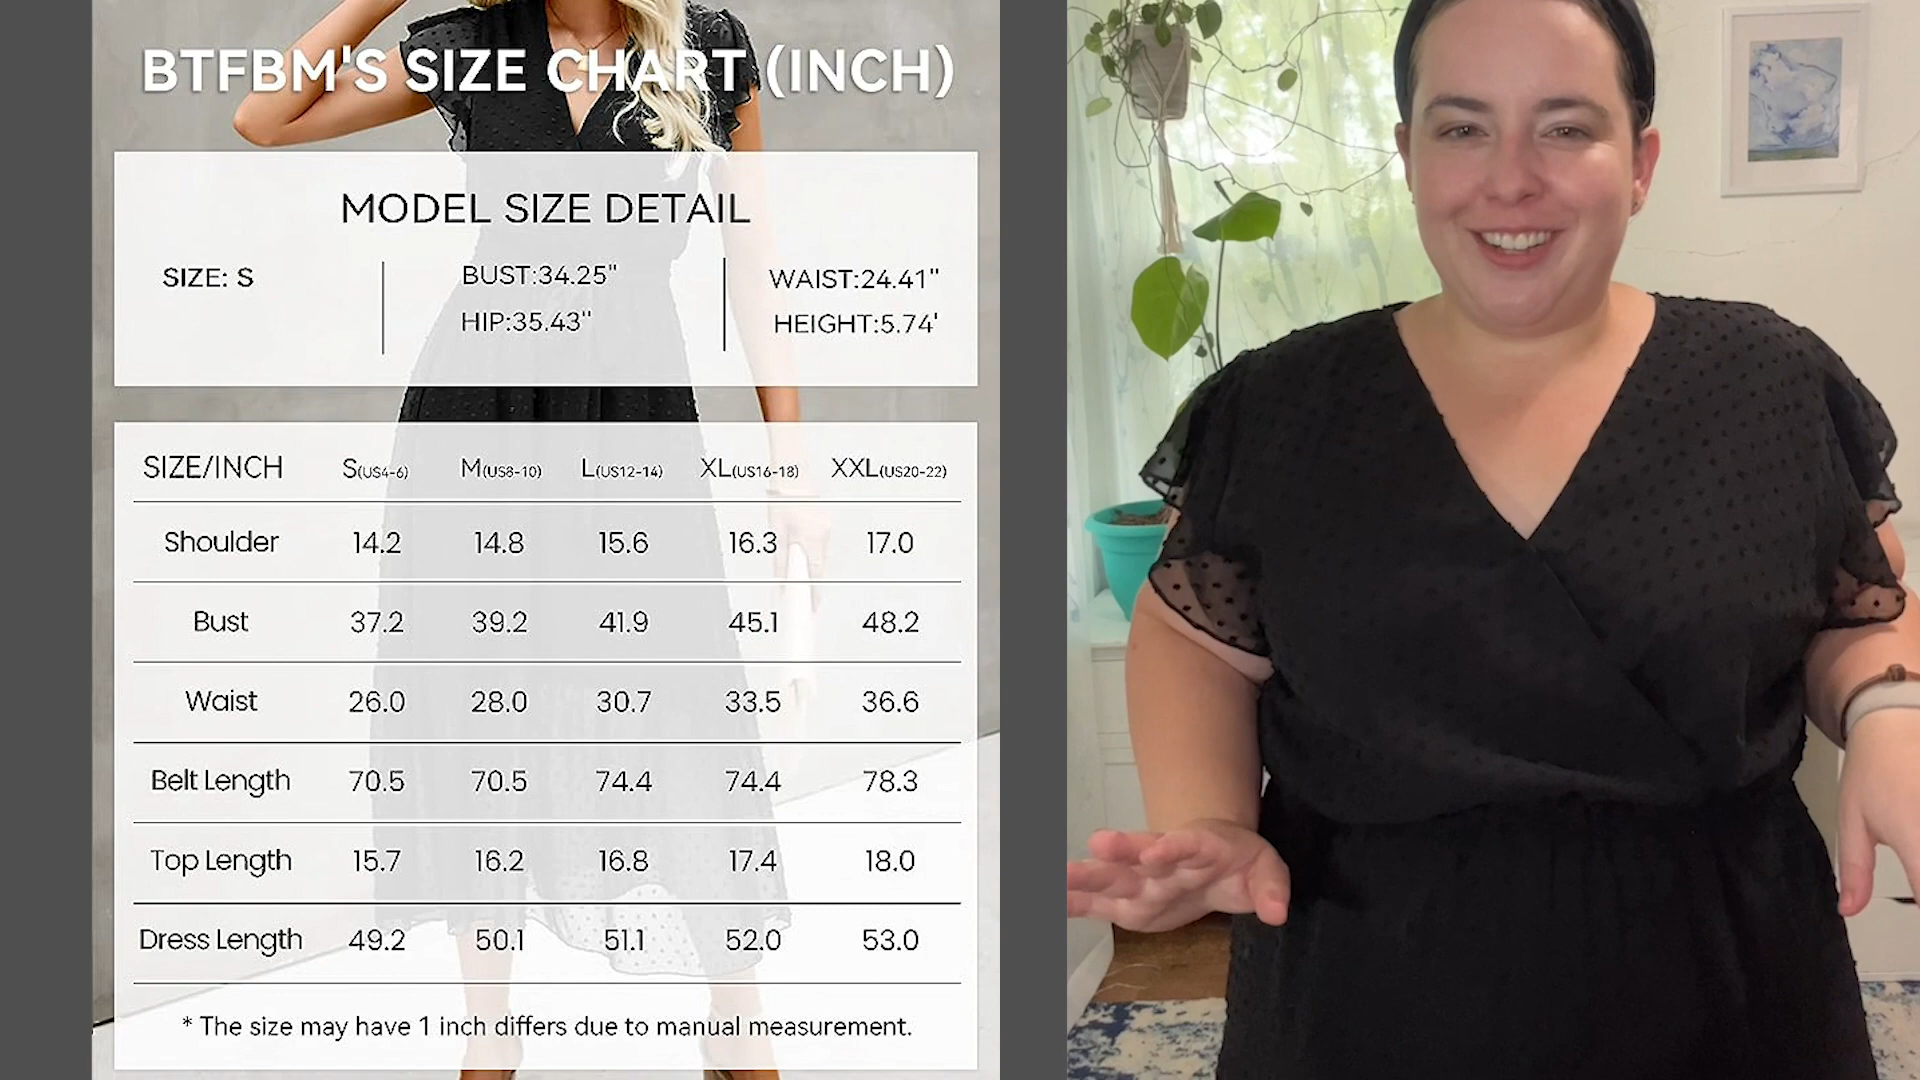 BTFBM'S SIZE CHART (INCH)
MODEL SIZE DETAIL
SIZE: S
BUST:34.25"
WAIST:24.41"
HIP:35.43"
HEIGHT:5.74'
SIZE/INCH S(US4-6) M(US8-10) L(US12-14) XL(US16-18) XXL(US20-22)
Shoulder 14.2 14.8 15.6 16.3 17.0
Bust 37.2 39.2 41.9 45.1 48.2
Waist 26.0 28.0 30.7 33.5 36.6
Belt Length 70.5 70.5 74.4 74.4 78.3
Top Length 15.7 16.2 16.8 17.4 18.0
Dress Length 49.2 50.1 51.1 52.0 53.0
* The size may have 1 inch differs due to manual measurement.